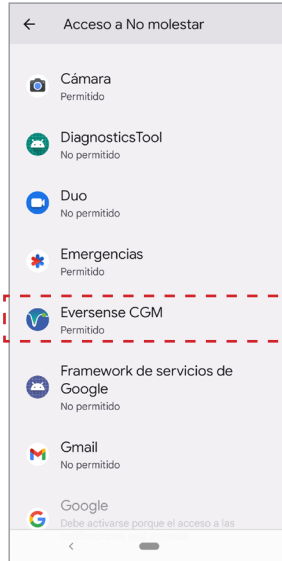 Acceso a No molestar
Cámara
Permitido
DiagnosticsTool
No permitido
Duo
No permitido
Emergencias
Permitido
Eversense CGM
Permitido
Framework de servicios de
Google
No permitido
Gmail
No permitido
Google
Debe activarse porque el acceso a las